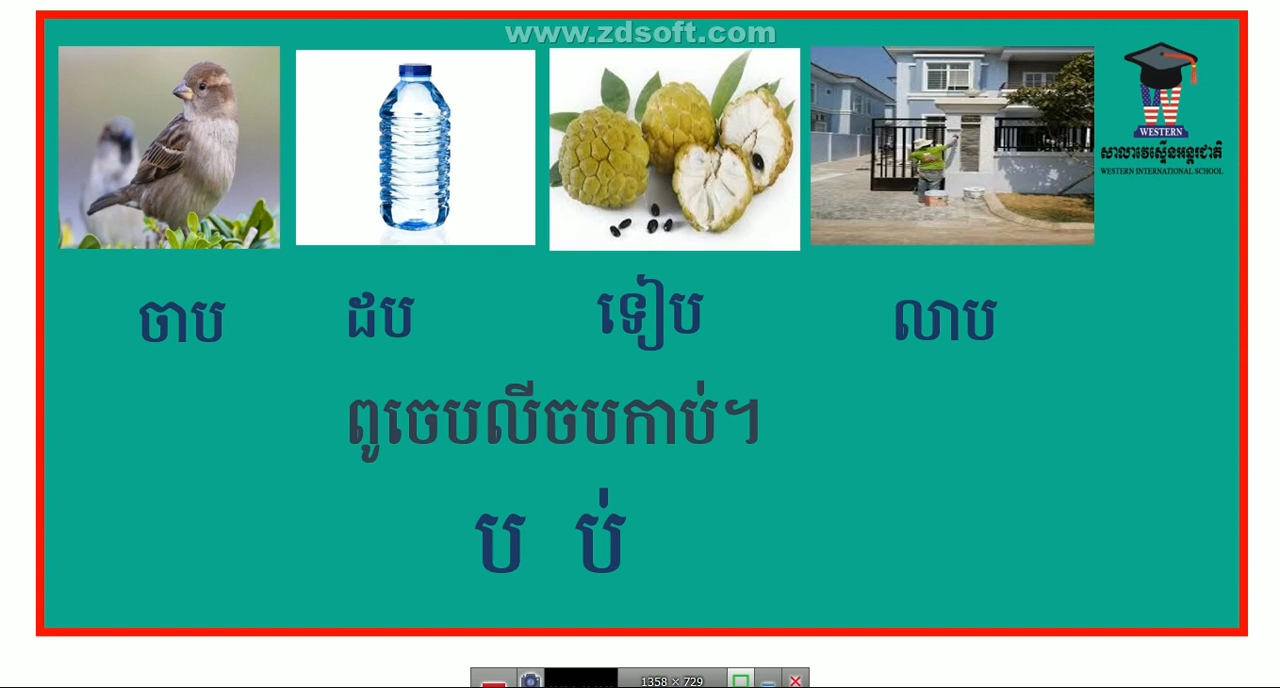 www.zdsoft.com
WESTERN
សាលាវេស្ទើនអន្តរជាតិ
WESTERN INTERNATIONAL SCHOOL
ចាប ដប ទៀប លាប
ពូចេបលីចបកាប់។
ប ប់
1358 × 729